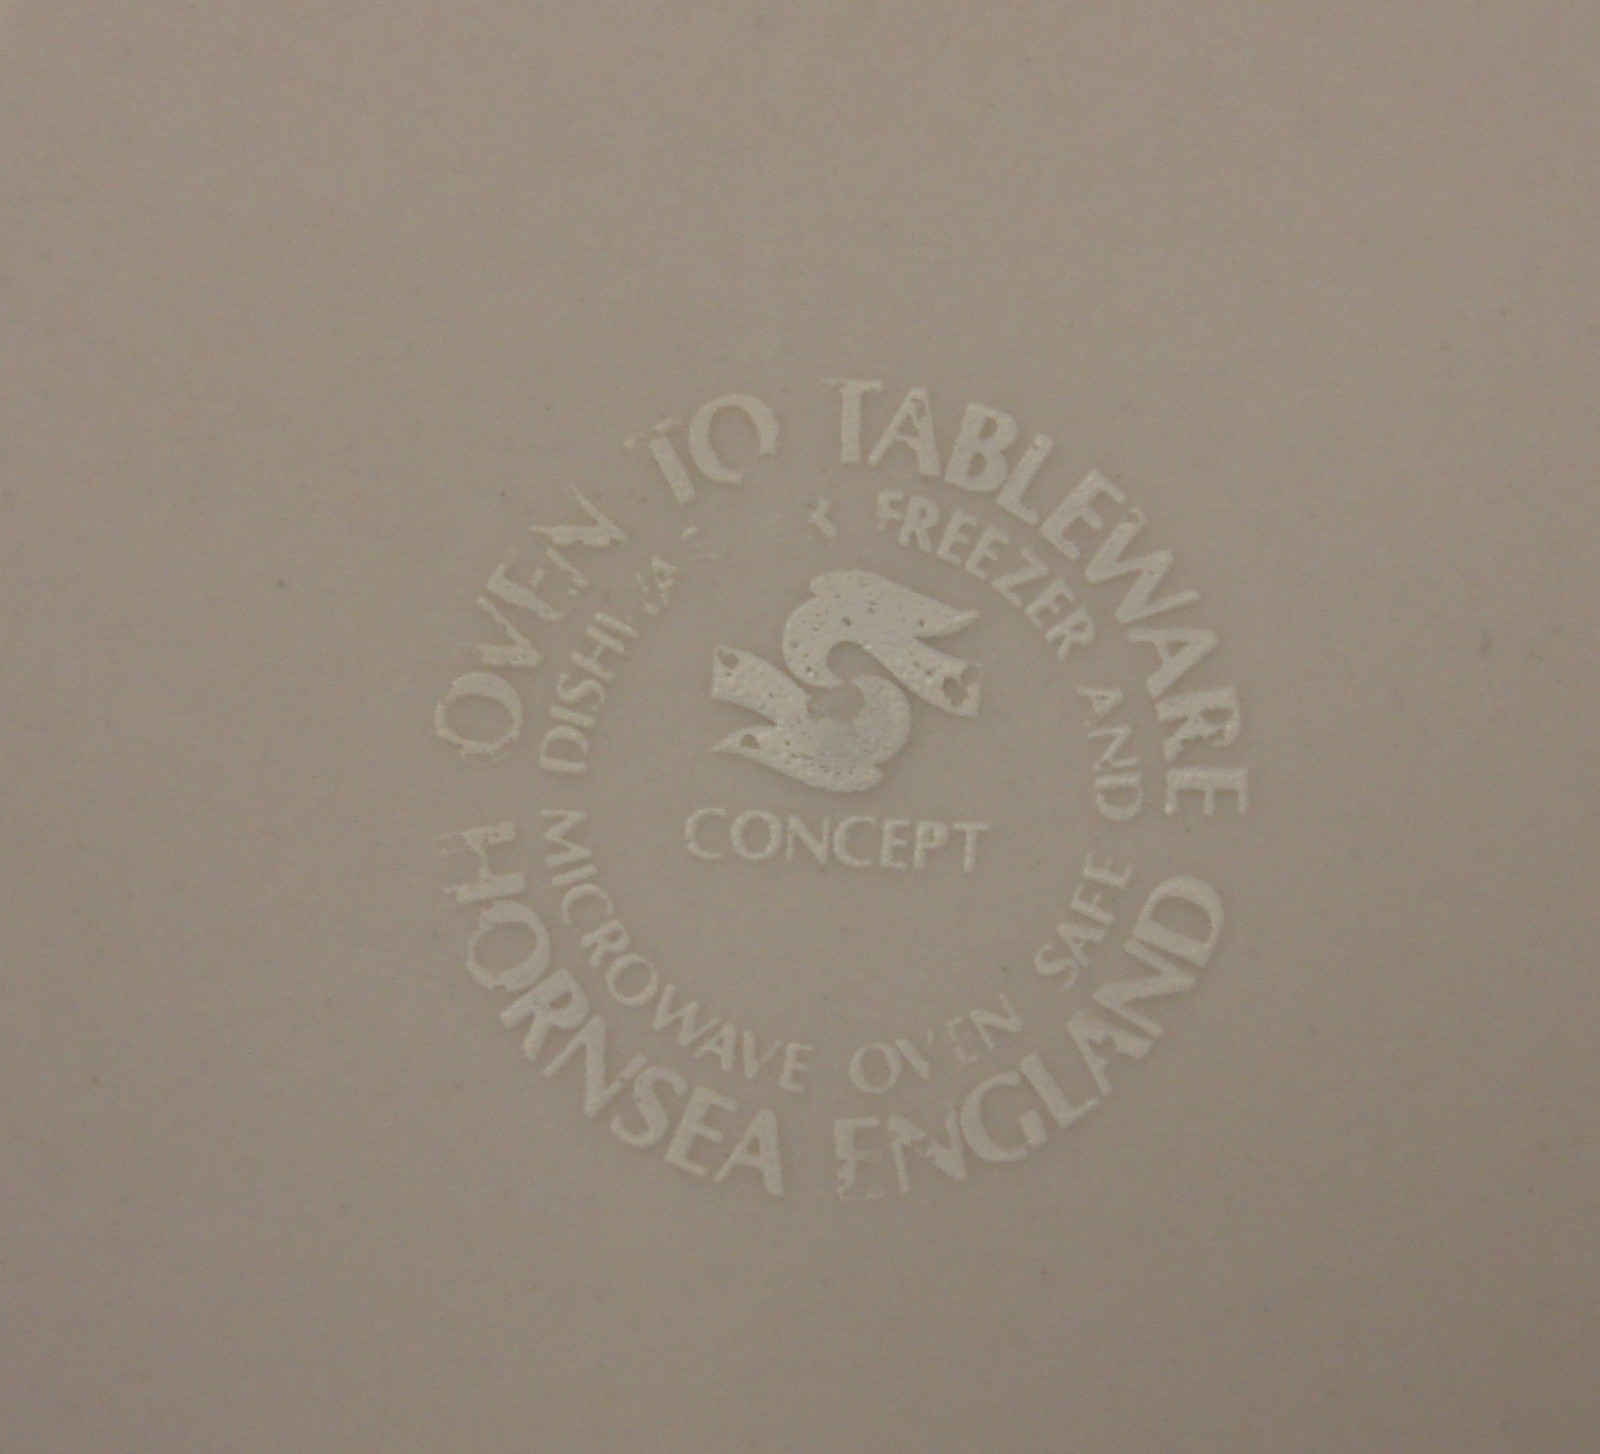 OVEN TO TABLEWARE
FREEZER AND
CONCEPT
MICROWAVE OVEN SAFE
HORNSEA ENGLAND